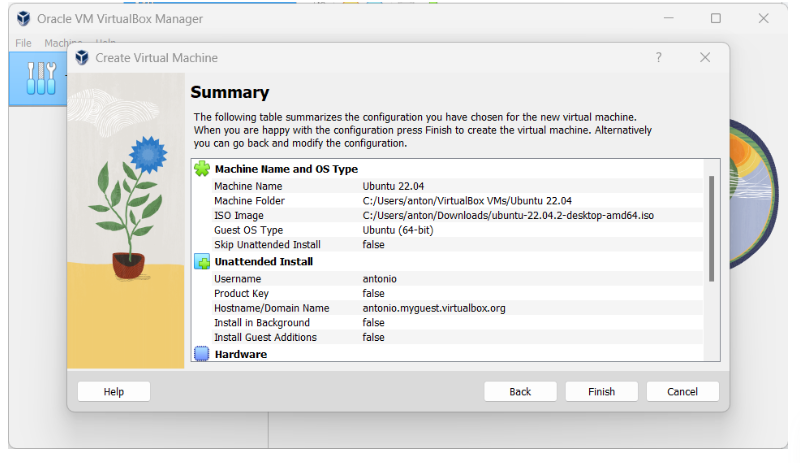 Oracle VM VirtualBox Manager
File Machine Help
Create Virtual Machine ?
Summary
The following table summarizes the configuration you have chosen for the new virtual machine.
When you are happy with the configuration press Finish to create the virtual machine. Alternatively
you can go back and modify the configuration.
Machine Name and OS Type
Machine Name Ubuntu 22.04
Machine Folder C:/Users/anton/VirtualBox VMs/Ubuntu 22.04
ISO Image C:/Users/anton/Downloads/ubuntu-22.04.2-desktop-amd64.iso
Guest OS Type Ubuntu (64-bit)
Skip Unattended Install false
Unattended Install
Username antonio
Product Key false
Hostname/Domain Name antonio.myguest.virtualbox.org
Install in Background false
Install Guest Additions false
Hardware
Help Back Finish Cancel